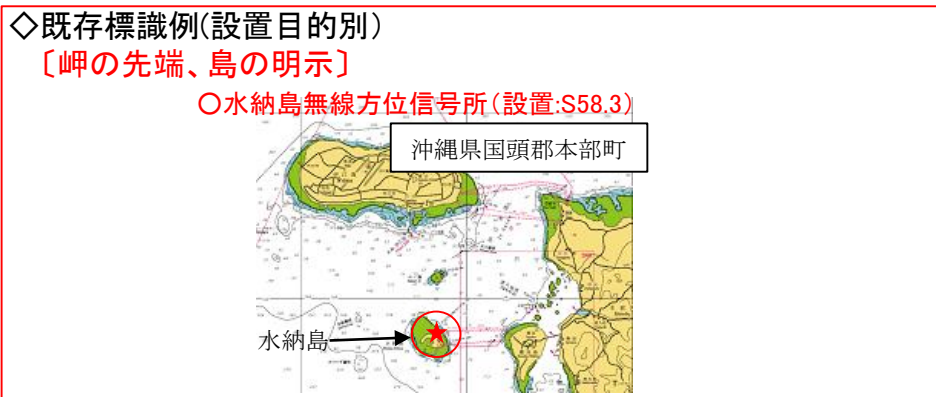 ◇既存標識例(設置目的別)
〔岬の先端、島の明示〕
○水納島無線方位信号所(設置:S58.3)
沖縄県国頭郡本部町
水納島